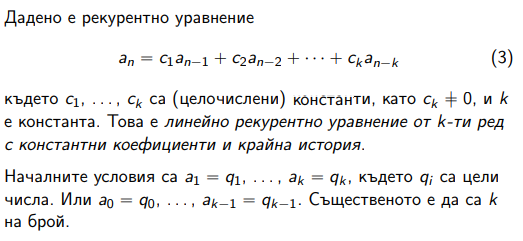 Дадено е рекурентно уравнение
aₙ = c₁aₙ₋₁ + c₂aₙ₋₂ + ⋯ + cₖaₙ₋ₖ (3)
където c₁, …, cₖ са (целочислени) константи, като cₖ ≠ 0, и k
е константа. Това е линейно рекурентно уравнение от k-ти ред
с константни коефициенти и крайна история.
Началните условия са a₁ = q₁, …, aₖ = qₖ, където qᵢ са цели
числа. Или a₀ = q₀, …, aₖ₋₁ = qₖ₋₁. Същественото е да са k
на брой.